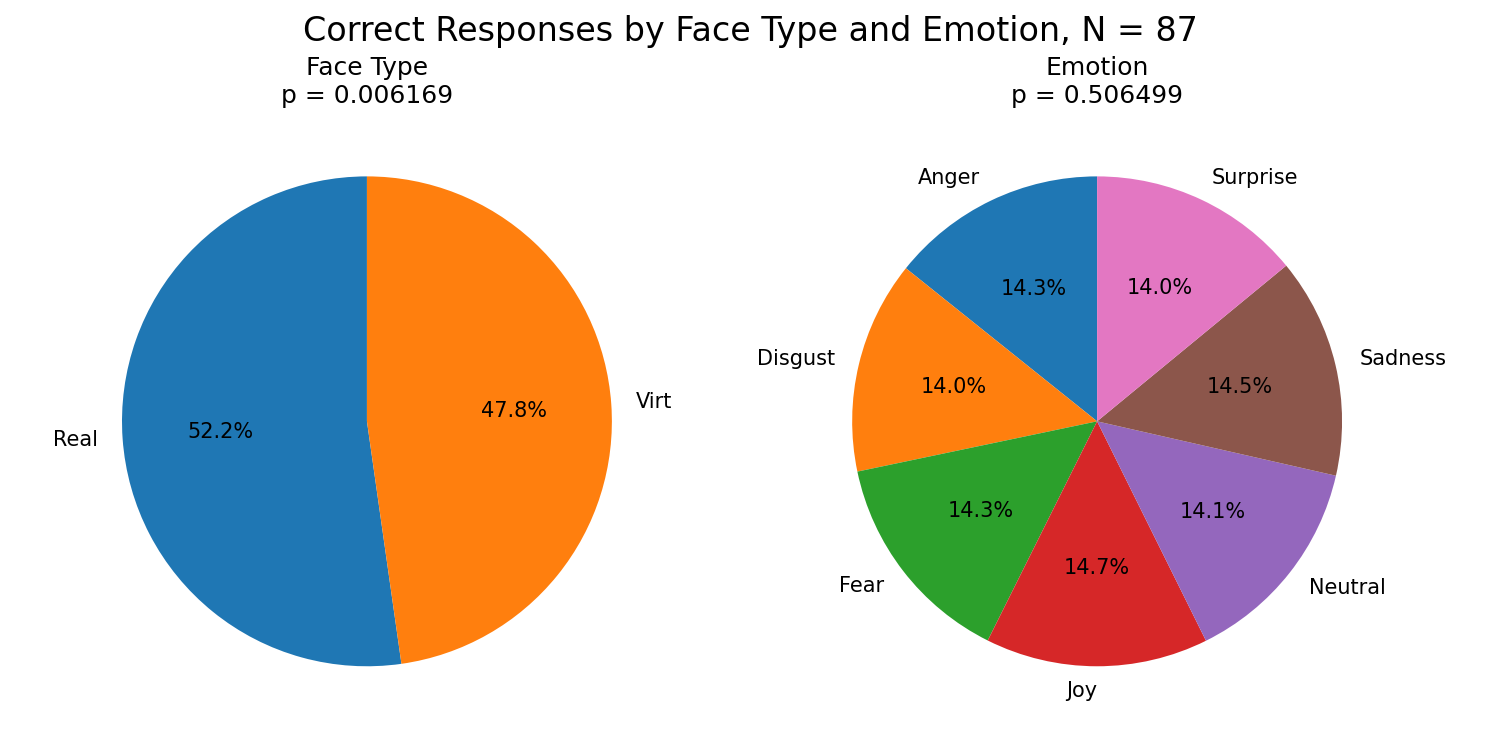 Correct Responses by Face Type and Emotion, N = 87
Face Type
p = 0.006169
Real
52.2%
47.8%
Virt
Emotion
p = 0.506499
Anger
Surprise
14.3%
14.0%
Disgust
14.0%
14.5%
Sadness
14.3%
14.1%
Fear
14.7%
Neutral
Joy